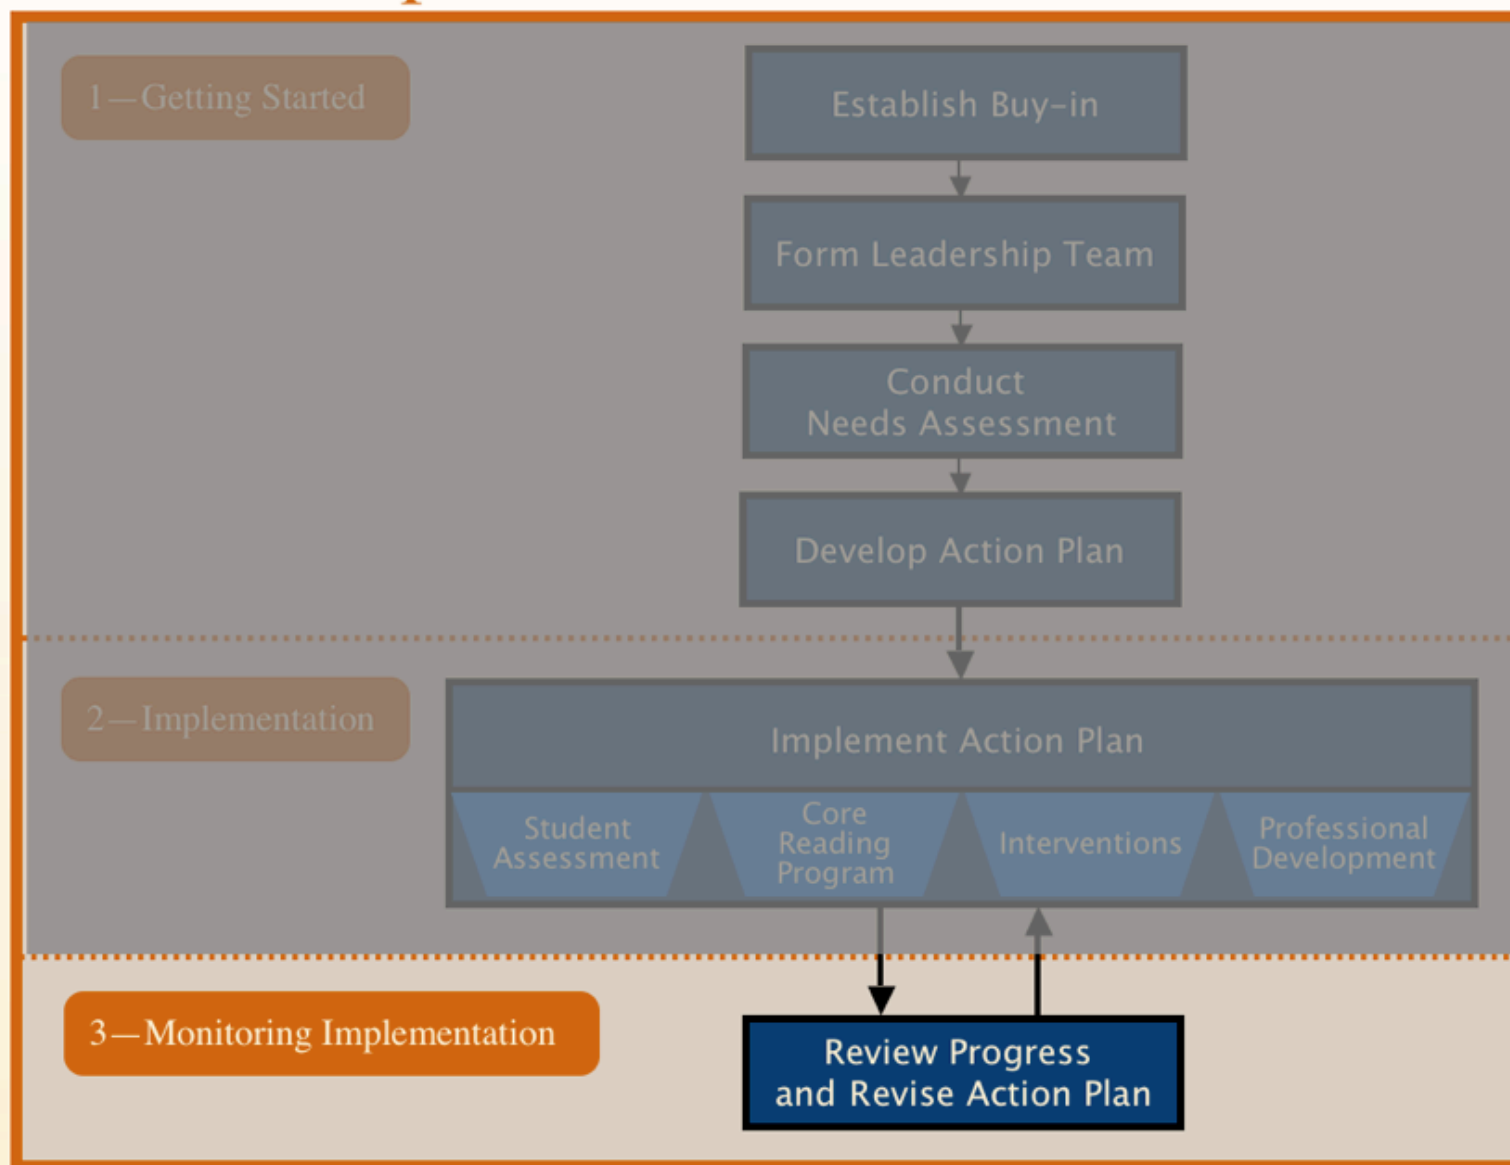 1—Getting Started
Establish Buy-in
Form Leadership Team
Conduct
Needs Assessment
Develop Action Plan
2—Implementation
Implement Action Plan
Student
Assessment
Core
Reading
Program
Interventions
Professional
Development
3—Monitoring Implementation
Review Progress
and Revise Action Plan